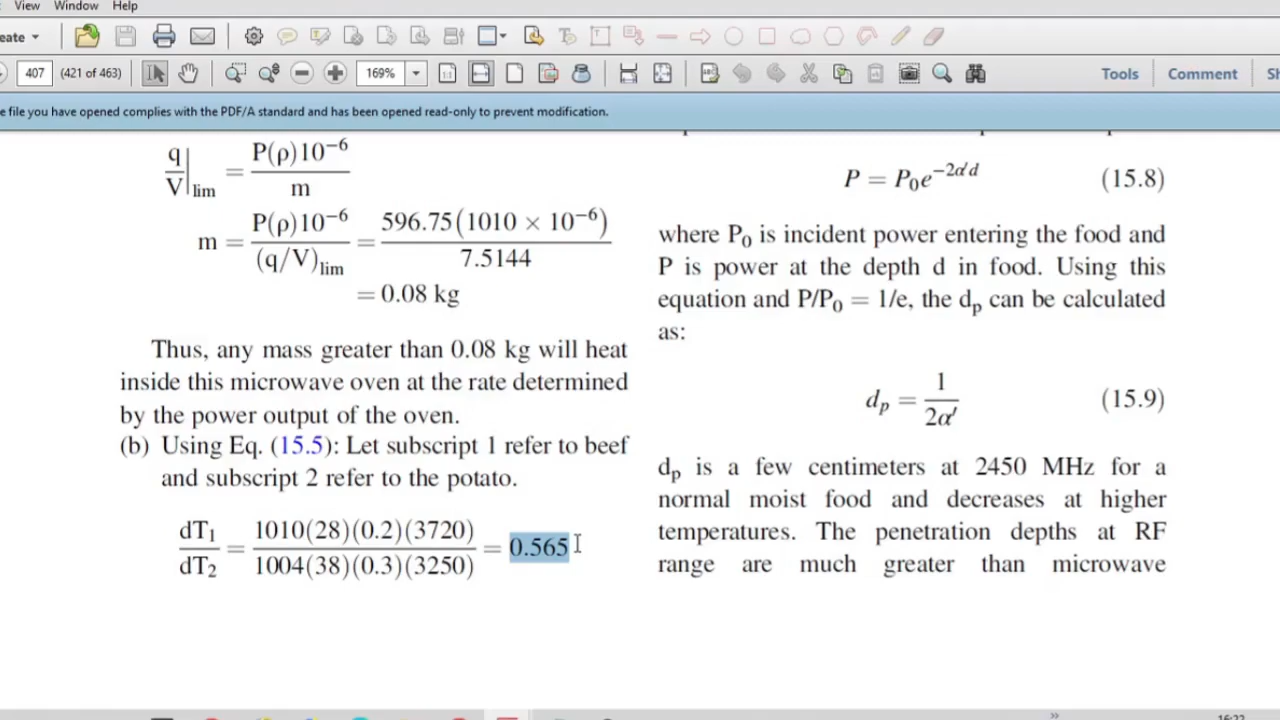 View Window Help
eate
407 (421 of 463) 169% Tools Comment
e file you have opened complies with the PDF/A standard and has been opened read-only to prevent modification.
q/V|lim = P(ρ)10−6/m
m = P(ρ)10−6/(q/V)lim = 596.75(1010 × 10−6)/7.5144
= 0.08 kg
Thus, any mass greater than 0.08 kg will heat
inside this microwave oven at the rate determined
by the power output of the oven.
(b) Using Eq. (15.5): Let subscript 1 refer to beef
and subscript 2 refer to the potato.
dT1/dT2 = 1010(28)(0.2)(3720)/1004(38)(0.3)(3250) = 0.565
P = P0e−2α′d (15.8)
where P0 is incident power entering the food and
P is power at the depth d in food. Using this
equation and P/P0 = 1/e, the dp can be calculated
as:
dp = 1/2α′ (15.9)
dp is a few centimeters at 2450 MHz for a
normal moist food and decreases at higher
temperatures. The penetration depths at RF
range are much greater than microwave